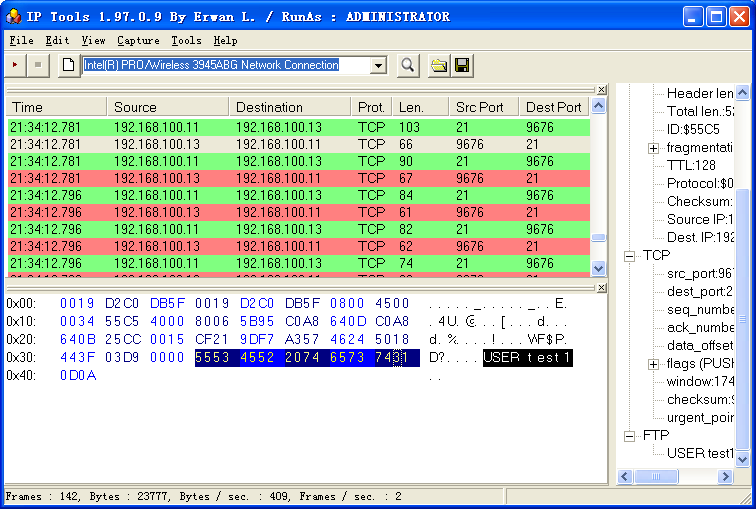 IP Tools 1.97.0.9 By Erwan L. / RunAs : ADMINISTRATOR
File Edit View Capture Tools Help
Intel(R) PRO/Wireless 3945ABG Network Connection
Time Source Destination Prot. Len. Src Port Dest Port
21:34:12.781 192.168.100.11 192.168.100.13 TCP 103 21 9676
21:34:12.781 192.168.100.13 192.168.100.11 TCP 66 9676 21
21:34:12.781 192.168.100.11 192.168.100.13 TCP 90 21 9676
21:34:12.781 192.168.100.13 192.168.100.11 TCP 67 9676 21
21:34:12.796 192.168.100.11 192.168.100.13 TCP 84 21 9676
21:34:12.796 192.168.100.13 192.168.100.11 TCP 61 9676 21
21:34:12.796 192.168.100.11 192.168.100.13 TCP 82 21 9676
21:34:12.796 192.168.100.13 192.168.100.11 TCP 62 9676 21
21:34:12.796 192.168.100.11 192.168.100.13 TCP 74 21 9676
0x00: 0019 D2C0 DB5F 0019 D2C0 DB5F 0800 4500 ....._....._..E.
0x10: 0034 55C5 4000 8006 5B95 C0A8 640D C0A8 .4U.@...[...d...
0x20: 640B 25CC 0015 CF21 9DF7 A357 4624 5018 d.%....!...WF$P.
0x30: 443F 03D9 0000 5553 4552 2074 6573 7431 D?....USER test1
0x40: 0D0A ..
Header len
Total len.:52
ID:$55C5
fragmentati
TTL:128
Protocol:$0
Checksum:
Source IP:1
Dest. IP:192
TCP
src_port:967
dest_port:2
seq_numbe
ack_numbe
data_offset
flags (PUSH
window:174
checksum:9
urgent_poin
FTP
USER test1
Frames : 142, Bytes : 23777, Bytes / sec. : 409, Frames / sec. : 2